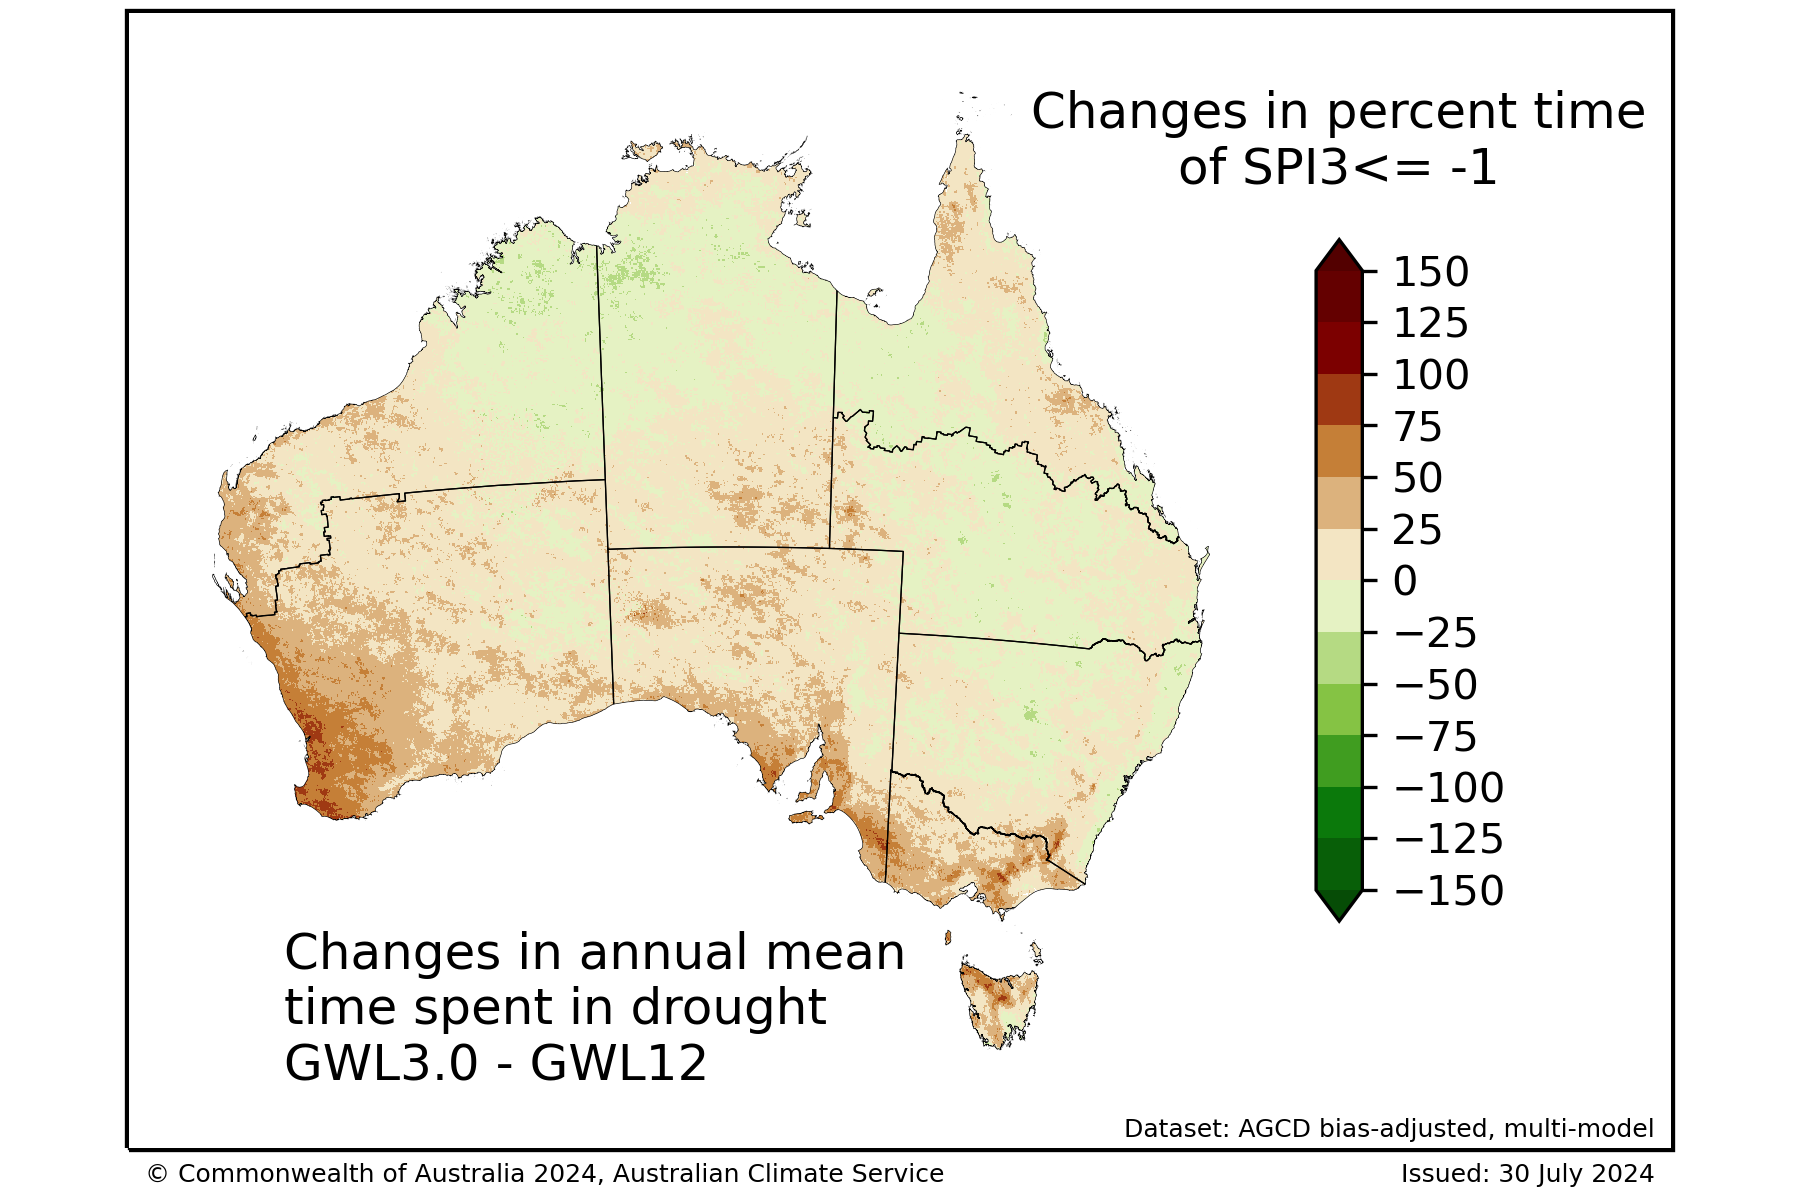 Changes in percent time
of SPI3<= -1
150
125
100
75
50
25
0
−25
−50
−75
−100
−125
−150
Changes in annual mean
time spent in drought
GWL3.0 - GWL12
Dataset: AGCD bias-adjusted, multi-model
© Commonwealth of Australia 2024, Australian Climate Service
Issued: 30 July 2024